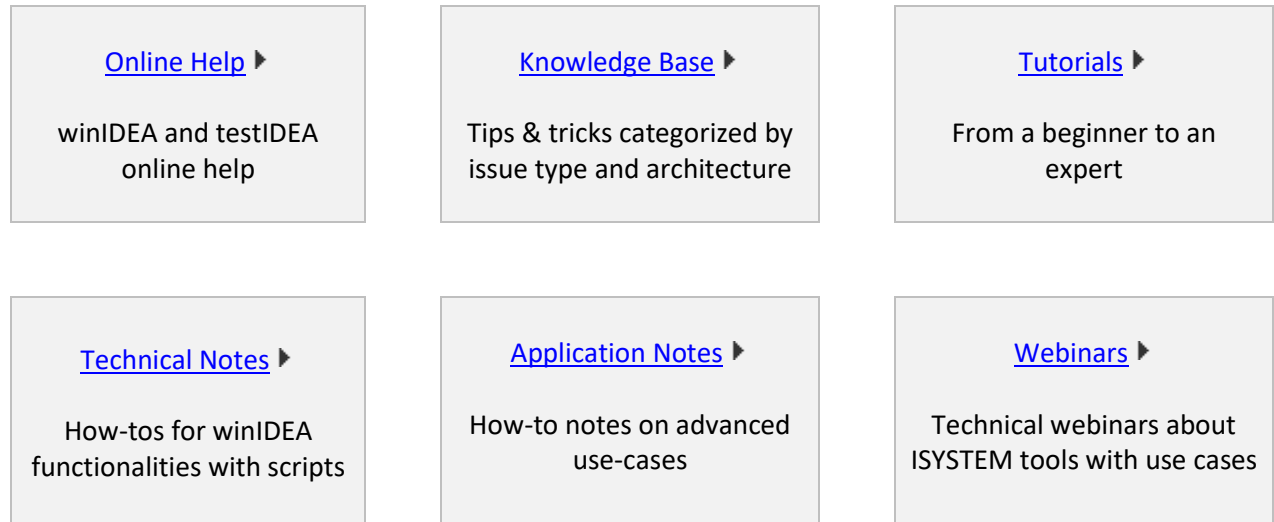 Online Help
winIDEA and testIDEA
online help
Knowledge Base
Tips & tricks categorized by
issue type and architecture
Tutorials
From a beginner to an
expert
Technical Notes
How-tos for winIDEA
functionalities with scripts
Application Notes
How-to notes on advanced
use-cases
Webinars
Technical webinars about
ISYSTEM tools with use cases